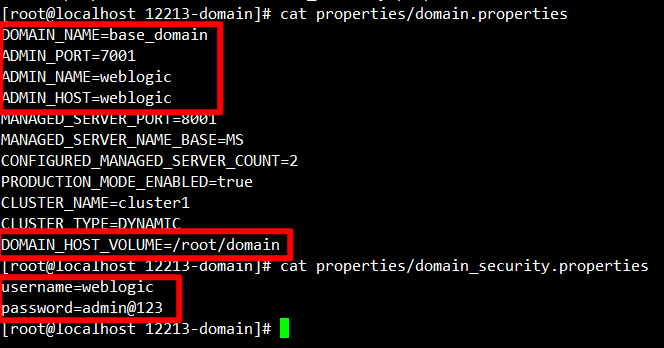 [root@localhost 12213-domain]# cat properties/domain.properties
DOMAIN_NAME=base_domain
ADMIN_PORT=7001
ADMIN_NAME=weblogic
ADMIN_HOST=weblogic
MANAGED_SERVER_PORT=8001
MANAGED_SERVER_NAME_BASE=MS
CONFIGURED_MANAGED_SERVER_COUNT=2
PRODUCTION_MODE_ENABLED=true
CLUSTER_NAME=cluster1
CLUSTER_TYPE=DYNAMIC
DOMAIN_HOST_VOLUME=/root/domain
[root@localhost 12213-domain]# cat properties/domain_security.properties
username=weblogic
password=admin@123
[root@localhost 12213-domain]#